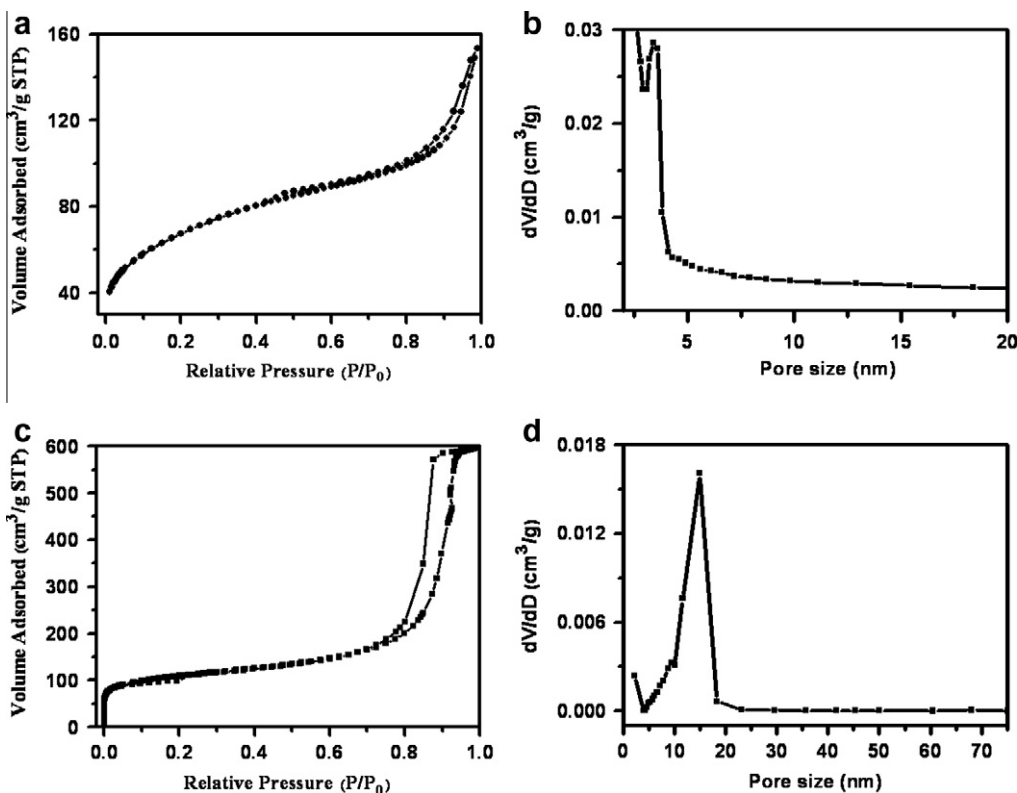 a
160
120
80
40
Volume Adsorbed (cm³/g STP)
0.0 0.2 0.4 0.6 0.8 1.0
Relative Pressure (P/P₀)
b
0.03
0.02
0.01
0.00
dV/dD (cm³/g)
5 10 15 20
Pore size (nm)
c
600
500
400
300
200
100
0
Volume Adsorbed (cm³/g STP)
0.0 0.2 0.4 0.6 0.8 1.0
Relative Pressure (P/P₀)
d
0.018
0.012
0.006
0.000
dV/dD (cm³/g)
0 10 20 30 40 50 60 70
Pore size (nm)